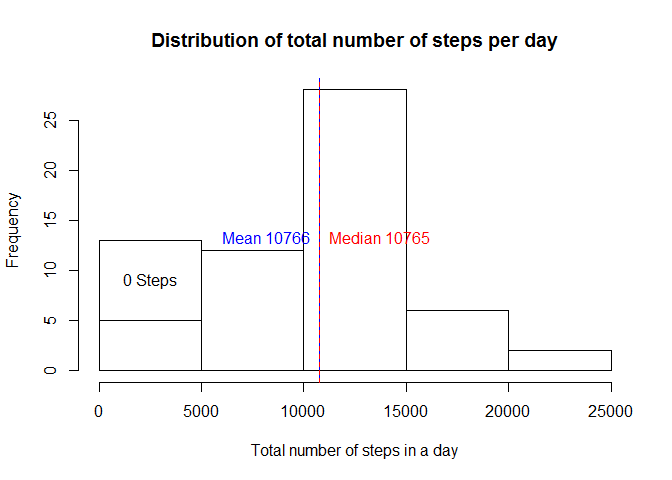 Distribution of total number of steps per day
Frequency
25
20
15
10
5
0
Mean 10766
Median 10765
0 Steps
0
5000
10000
15000
20000
25000
Total number of steps in a day